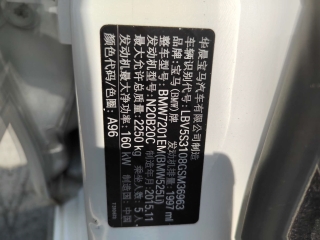 华晨宝马汽车有限公司制造
车辆识别代号: LBV5S3108GSM36963
品牌: 宝马(BMW)牌 发动机排量: 1997 ml
整车型号: BMW7201EM(BMW525Li)
发动机型号: N20B20C 制造年月: 2015.11
最大允许总质量: 2250 kg 乘坐人数: 5 人
发动机最大净功率: 160 kW 制造国: 中国
颜色代码/色圈: A96